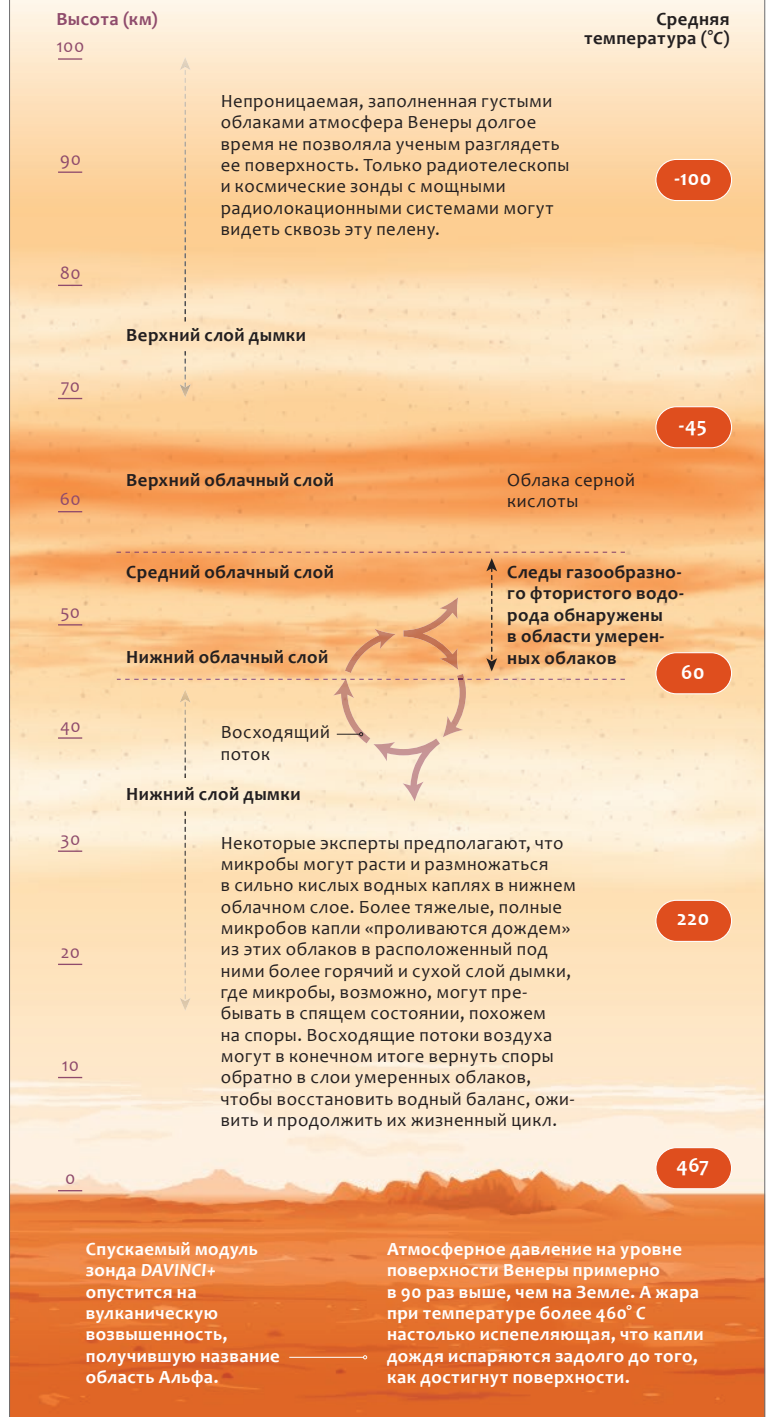 Высота (км)
Средняя
температура (°C)
100
Непроницаемая, заполненная густыми
облаками атмосфера Венеры долгое
время не позволяла ученым разглядеть
ее поверхность. Только радиотелескопы
и космические зонды с мощными
радиолокационными системами могут
видеть сквозь эту пелену.
90
-100
80
Верхний слой дымки
70
-45
Верхний облачный слой
Облака серной
кислоты
60
Средний облачный слой
Следы газообразно-
го фтористого водо-
рода обнаружены
в области умерен-
ных облаков
50
Нижний облачный слой
60
40
Восходящий
поток
Нижний слой дымки
30
Некоторые эксперты предполагают, что
микробы могут расти и размножаться
в сильно кислых водных каплях в нижнем
облачном слое. Более тяжелые, полные
микробов капли «проливаются дождем»
из этих облаков в расположенный под
ними более горячий и сухой слой дымки,
где микробы, возможно, могут пре-
бывать в спящем состоянии, похожем
на споры. Восходящие потоки воздуха
могут в конечном итоге вернуть споры
обратно в слои умеренных облаков,
чтобы восстановить водный баланс, ожи-
вить и продолжить их жизненный цикл.
220
20
10
0
467
Спускаемый модуль
зонда DAVINCI+
опустится на
вулканическую
возвышенность,
получившую название
область Альфа.
Атмосферное давление на уровне
поверхности Венеры примерно
в 90 раз выше, чем на Земле. А жара
при температуре более 460° C
настолько испепеляющая, что капли
дождя испаряются задолго до того,
как достигнут поверхности.